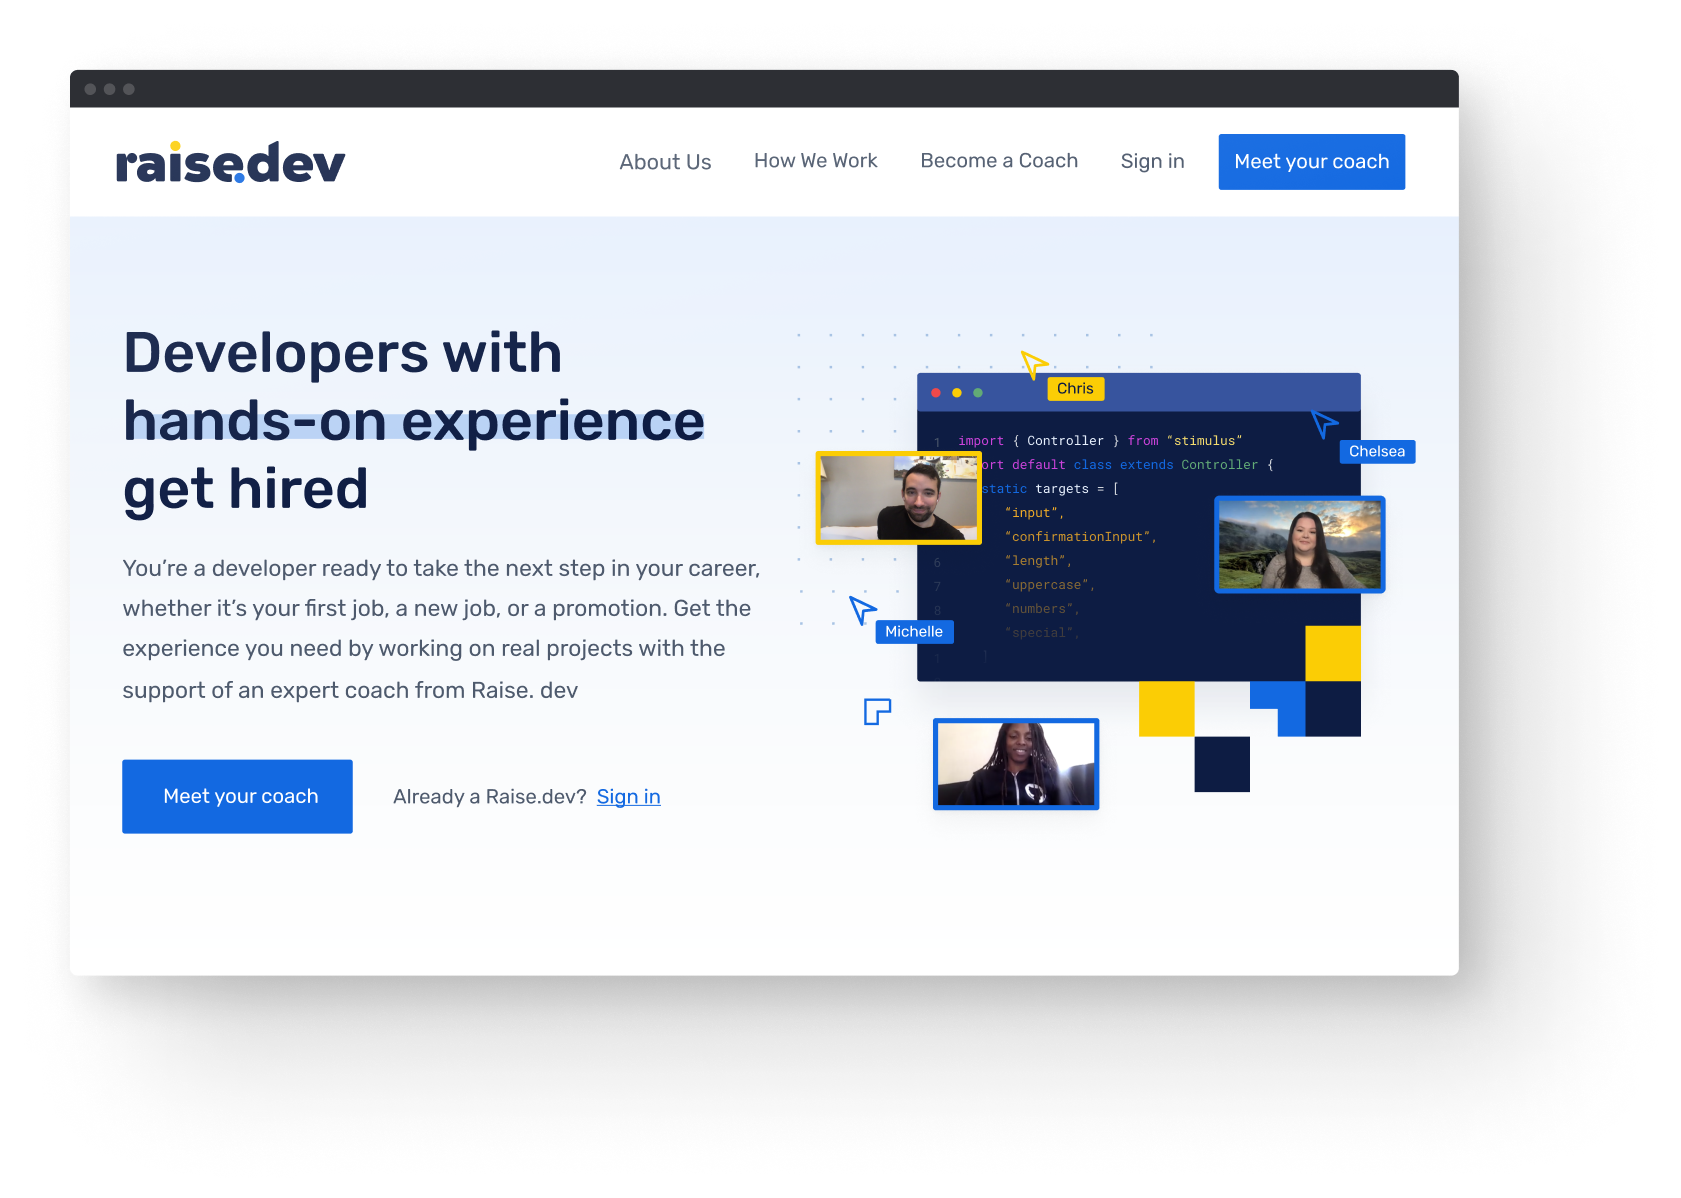 raise.dev
About Us
How We Work
Become a Coach
Sign in
Meet your coach
Developers with
hands-on experience
get hired
You’re a developer ready to take the next step in your career,
whether it’s your first job, a new job, or a promotion. Get the
experience you need by working on real projects with the
support of an expert coach from Raise. dev
Meet your coach
Already a Raise.dev? Sign in
Chris
Chelsea
1 import { Controller } from “stimulus”
ort default class extends Controller {
static targets = [
“input”,
“confirmationInput”,
6 “length”,
7 “uppercase”,
8 “numbers”,
“special”,
1 ]
Michelle